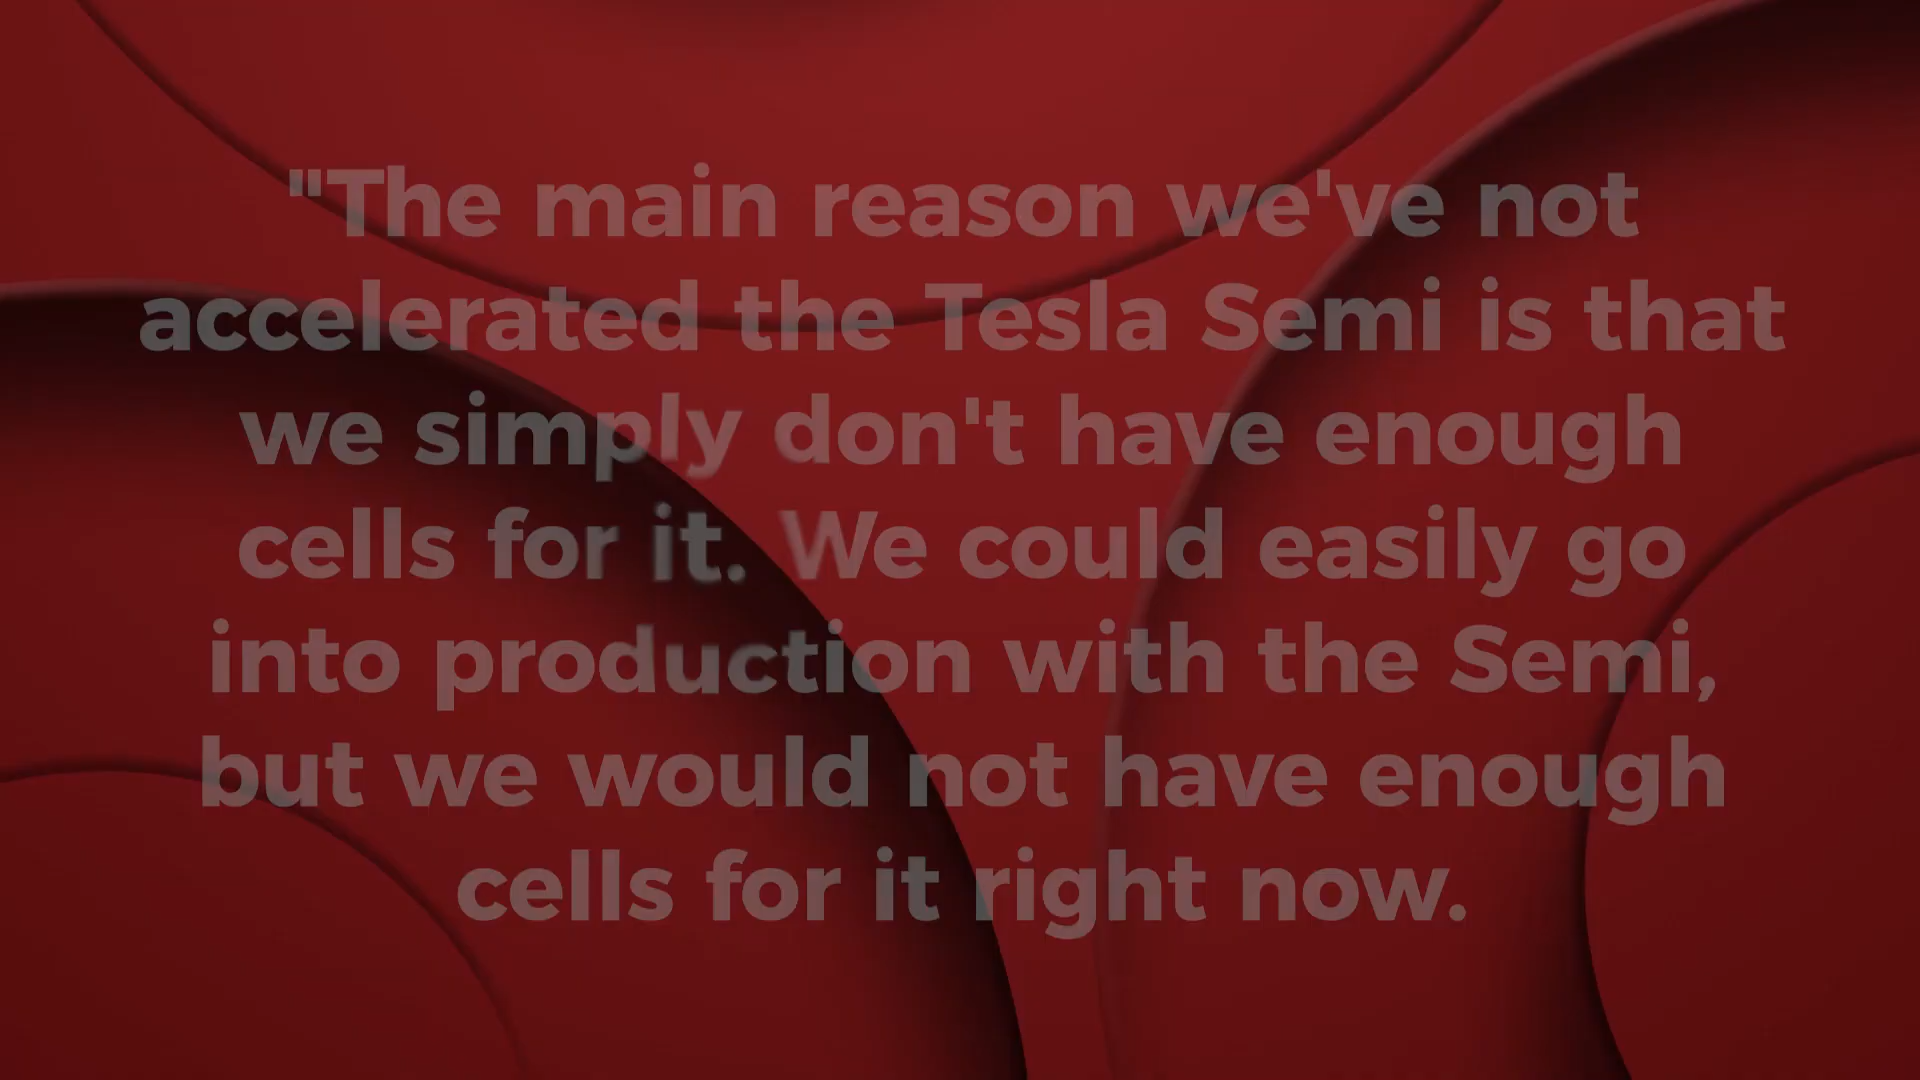 "The main reason we've not
accelerated the Tesla Semi is that
we simply don't have enough
cells for it. We could easily go
into production with the Semi,
but we would not have enough
cells for it right now.